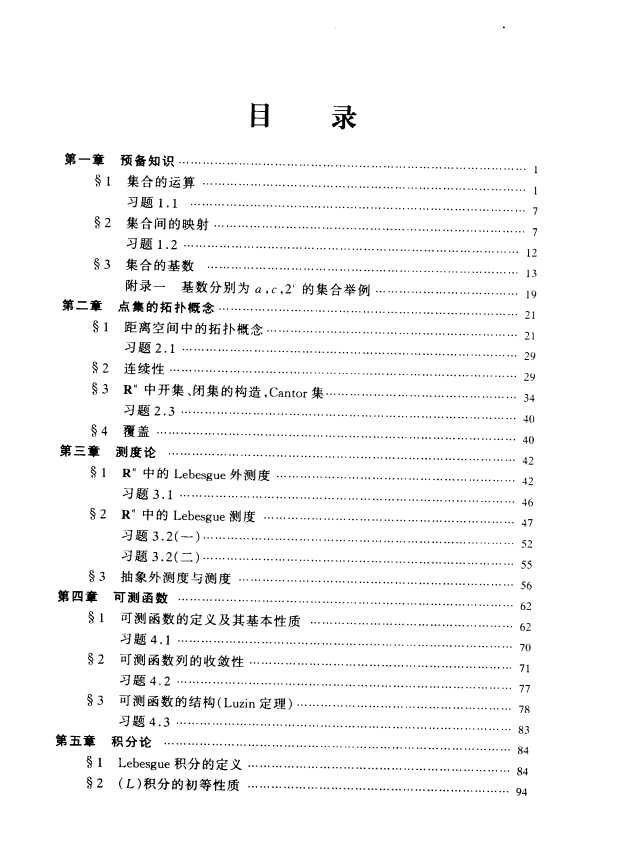 目 录
第一章 预备知识 …… 1
§1 集合的运算 …… 1
习题 1.1 …… 7
§2 集合间的映射 …… 7
习题 1.2 …… 12
§3 集合的基数 …… 13
附录一 基数分别为 a,c,2ᶜ 的集合举例 …… 19
第二章 点集的拓扑概念 …… 21
§1 距离空间中的拓扑概念 …… 21
习题 2.1 …… 29
§2 连续性 …… 29
§3 Rⁿ 中开集、闭集的构造,Cantor 集 …… 34
习题 2.3 …… 40
§4 覆盖 …… 40
第三章 测度论 …… 42
§1 Rⁿ 中的 Lebesgue 外测度 …… 42
习题 3.1 …… 46
§2 Rⁿ 中的 Lebesgue 测度 …… 47
习题 3.2(一) …… 52
习题 3.2(二) …… 55
§3 抽象外测度与测度 …… 56
第四章 可测函数 …… 62
§1 可测函数的定义及其基本性质 …… 62
习题 4.1 …… 70
§2 可测函数列的收敛性 …… 71
习题 4.2 …… 77
§3 可测函数的结构(Luzin 定理) …… 78
习题 4.3 …… 83
第五章 积分论 …… 84
§1 Lebesgue 积分的定义 …… 84
§2 (L)积分的初等性质 …… 94